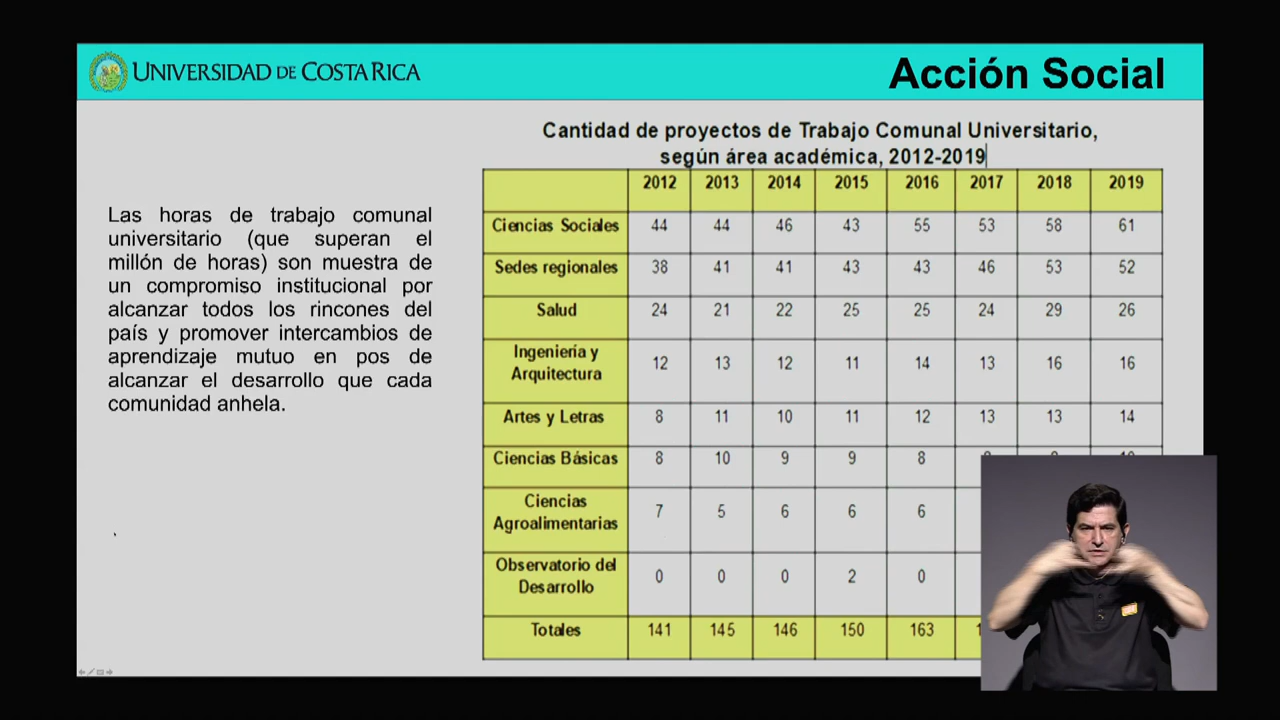 UNIVERSIDAD DE COSTA RICA
Acción Social
Las horas de trabajo comunal
universitario (que superan el
millón de horas) son muestra de
un compromiso institucional por
alcanzar todos los rincones del
país y promover intercambios de
aprendizaje mutuo en pos de
alcanzar el desarrollo que cada
comunidad anhela.
Cantidad de proyectos de Trabajo Comunal Universitario,
según área académica, 2012-2019
2012 2013 2014 2015 2016 2017 2018 2019
Ciencias Sociales 44 44 46 43 55 53 58 61
Sedes regionales 38 41 41 43 43 46 53 52
Salud 24 21 22 25 25 24 29 26
Ingeniería y
Arquitectura 12 13 12 11 14 13 16 16
Artes y Letras 8 11 10 11 12 13 13 14
Ciencias Básicas 8 10 9 9 8
Ciencias
Agroalimentarias 7 5 6 6 6
Observatorio del
Desarrollo 0 0 0 2 0
Totales 141 145 146 150 163